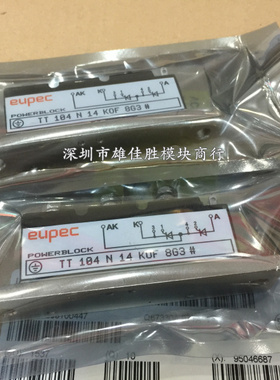 eupec
AK K A
POWERBLOCK
TT 104 N 14 KOF 863 #
深圳市雄佳胜模块商行
eupec
AK K A
POWERBLOCK
TT 104 N 14 KOF 863 #
95046687